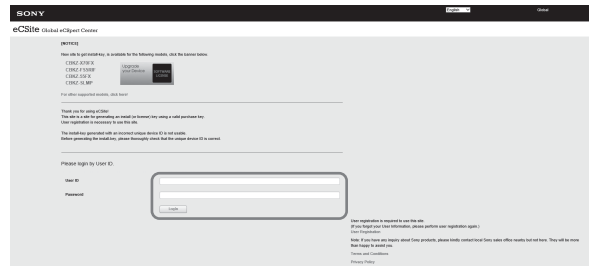 SONY
English
Global
eCSite Global eCSpert Center
[NOTICE]
New site to get Install-key, is available for the following models, click the banner below.
CBKZ-X70FX
CBKZ-FS5RIF
CBKZ-55FX
CBKZ-SLMP
Upgrade
your Service
SOFTWARE
LICENSE
For other supported models, click here!
Thank you for using eCSite!
This site is a site for generating an install (or license) key using a valid purchase key.
User registration is necessary to use this site.
The install-key generated with an incorrect unique device ID is not usable.
Before generating the install-key, please thoroughly check that the unique device ID is correct.
Please login by User ID.
User ID
Password
Login
User registration is required to use this site.
(If you forgot your User Information, please perform user registration again.)
User Registration
Note: If you have any inquiry about Sony products, please kindly contact local Sony sales office nearby but not here. They will be more
than happy to assist you.
Terms and Conditions
Privacy Policy